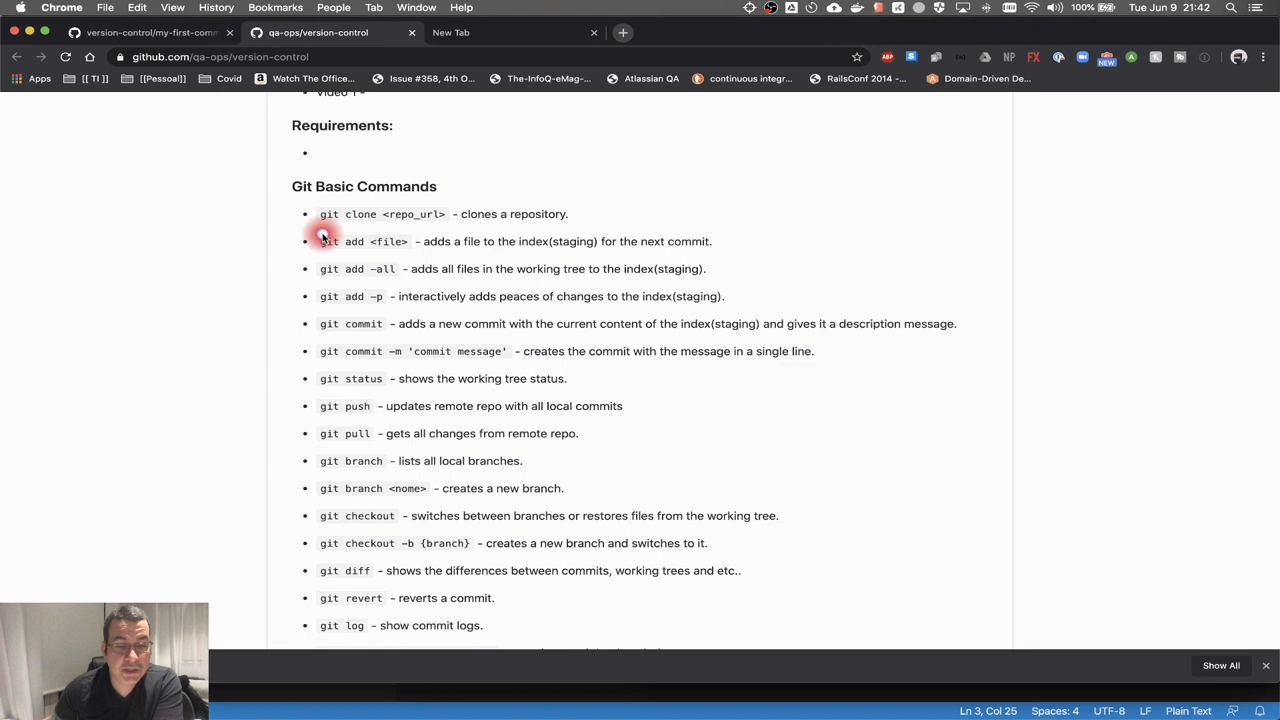 Chrome File Edit View History Bookmarks People Tab Window Help 100% Tue Jun 9 21:42
version-control/my-first-comm qa-ops/version-control New Tab
github.com/qa-ops/version-control ABP NP FX NEW
Apps [[ TI ]] [[Pessoal]] Covid Watch The Office... Issue #358, 4th O... The-InfoQ-eMag-... Atlassian QA continuous integr... RailsConf 2014 -... Domain-Driven De...
Video 1 -
Requirements:
Git Basic Commands
git clone <repo_url> - clones a repository.
git add <file> - adds a file to the index(staging) for the next commit.
git add —all - adds all files in the working tree to the index(staging).
git add —p - interactively adds peaces of changes to the index(staging).
git commit - adds a new commit with the current content of the index(staging) and gives it a description message.
git commit —m 'commit message' - creates the commit with the message in a single line.
git status - shows the working tree status.
git push - updates remote repo with all local commits
git pull - gets all changes from remote repo.
git branch - lists all local branches.
git branch <nome> - creates a new branch.
git checkout - switches between branches or restores files from the working tree.
git checkout —b {branch} - creates a new branch and switches to it.
git diff - shows the differences between commits, working trees and etc..
git revert - reverts a commit.
git log - show commit logs.
Show All
Ln 3, Col 25 Spaces: 4 UTF-8 LF Plain Text